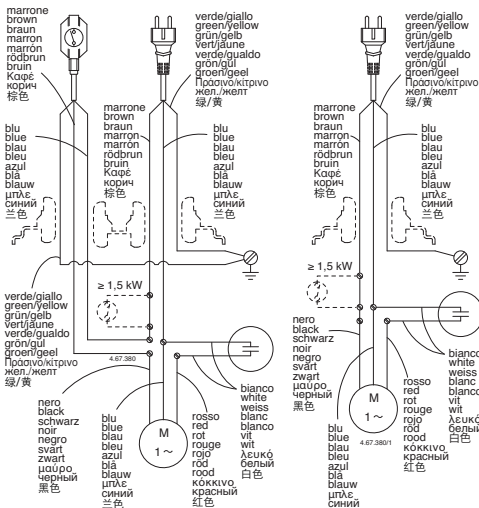 marrone
brown
braun
marron
marrón
rödbrun
bruin
Καφέ
корич
棕色
verde/giallo
green/yellow
grün/gelb
vert/jaune
verde/gualdo
grön/gül
groen/geel
Πράσινο/κίτρινο
жел./желт
绿/黄
verde/giallo
green/yellow
grün/gelb
vert/jaune
verde/gualdo
grön/gül
groen/geel
Πράσινο/κίτρινο
жел./желт
绿/黄
blu
blue
blau
bleu
azul
blå
blauw
μπλε
синий
兰色
marrone
brown
braun
marron
marrón
rödbrun
bruin
Καφέ
корич
棕色
blu
blue
blau
bleu
azul
blå
blauw
μπλε
синий
兰色
marrone
brown
braun
marron
marrón
rödbrun
bruin
Καφέ
корич
棕色
blu
blue
blau
bleu
azul
blå
blauw
μπλε
синий
兰色
≥ 1,5 kW
≥ 1,5 kW
verde/giallo
green/yellow
grün/gelb
vert/jaune
verde/gualdo
grön/gül
groen/geel
Πράσινο/κίτρινο
жел./желт
绿/黄
4.67.380
nero
black
schwarz
noir
negro
svart
zwart
μαύρο
черный
黑色
blu
blue
blau
bleu
azul
blå
blauw
μπλε
синий
兰色
M
1 ~
rosso
red
rot
rouge
rojo
röd
rood
κόκκινο
красный
红色
bianco
white
weiss
blanc
blanco
vit
wit
λευκό
белый
白色
nero
black
schwarz
noir
negro
svart
zwart
μαύρο
черный
黑色
blu
blue
blau
bleu
azul
blå
blauw
μπλε
синий
兰色
M
1 ~
4.67.380/1
rosso
red
rot
rouge
rojo
röd
rood
κόκκινο
красный
红色
bianco
white
weiss
blanc
blanco
vit
wit
λευκό
белый
白色